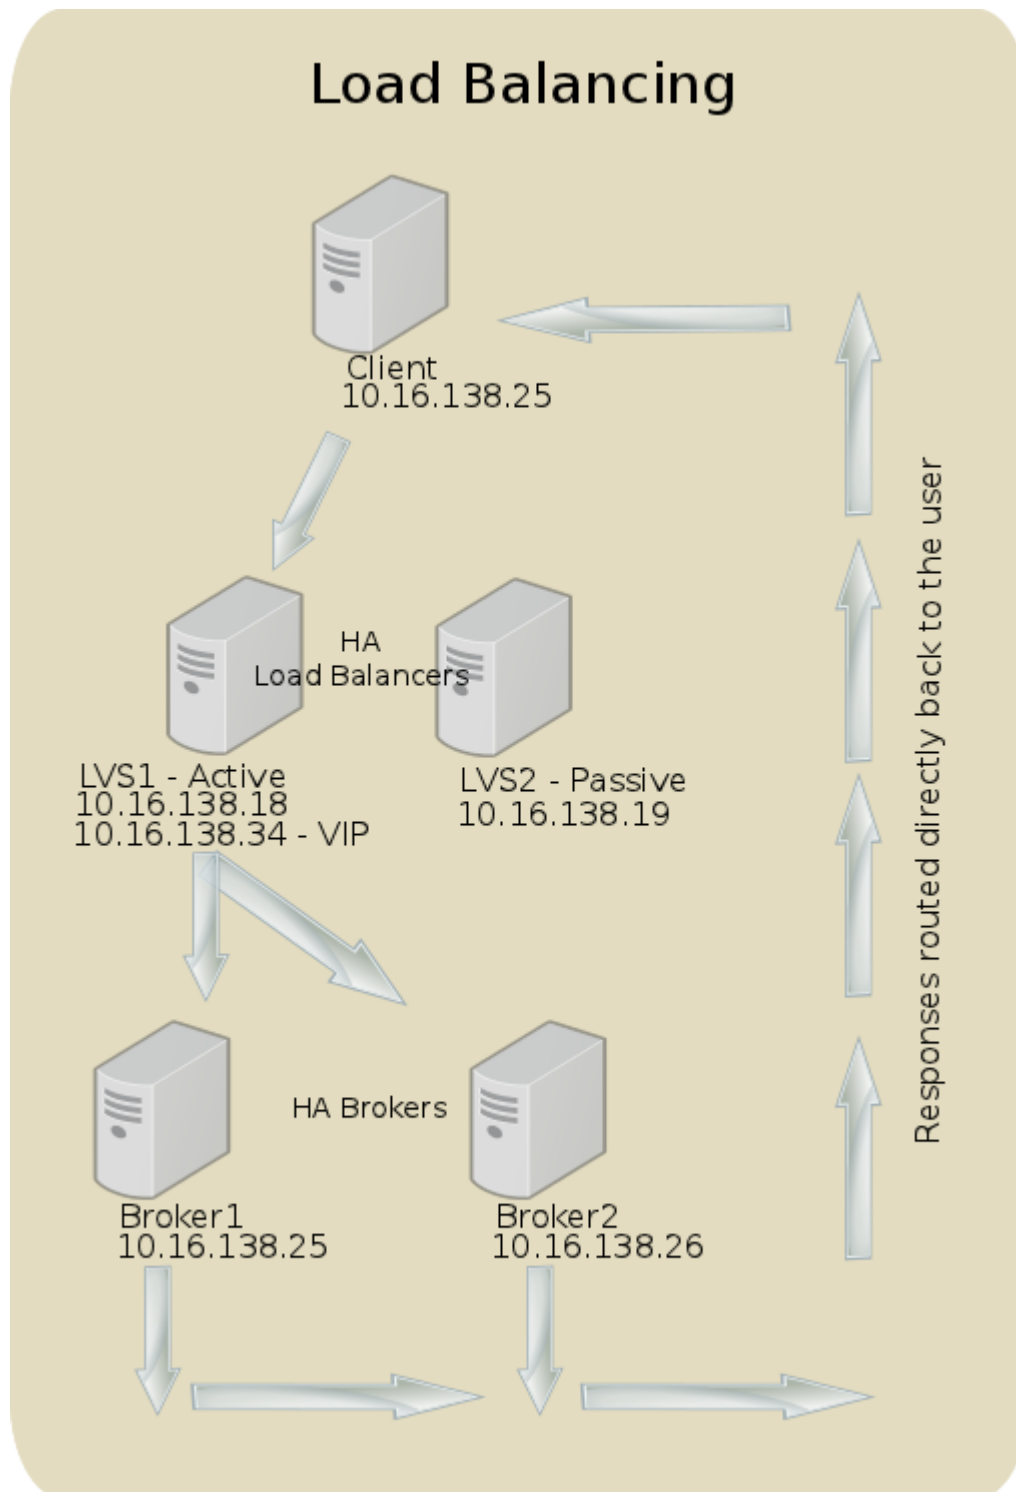 Load Balancing
Client
10.16.138.25
HA
Load Balancers
LVS1 - Active
10.16.138.18
10.16.138.34 - VIP
LVS2 - Passive
10.16.138.19
Responses routed directly back to the user
HA Brokers
Broker1
10.16.138.25
Broker2
10.16.138.26